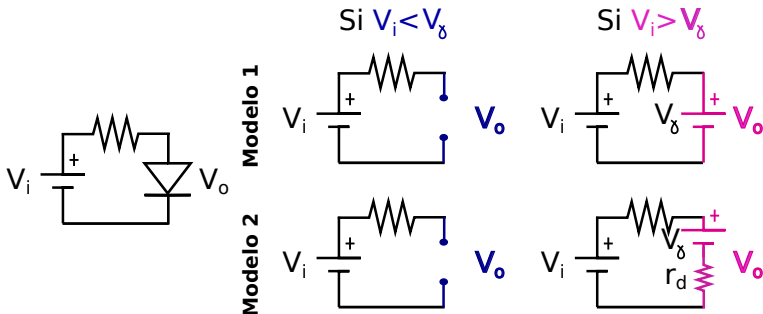 Si Vᵢ<Vɣ
Si Vᵢ>Vɣ
Modelo 1
Vᵢ
+
Vₒ
Vᵢ
+
Vɣ
+
Vₒ
Vᵢ
+
Vₒ
Modelo 2
Vᵢ
+
Vₒ
Vᵢ
+
Vɣ
+
r_d
Vₒ